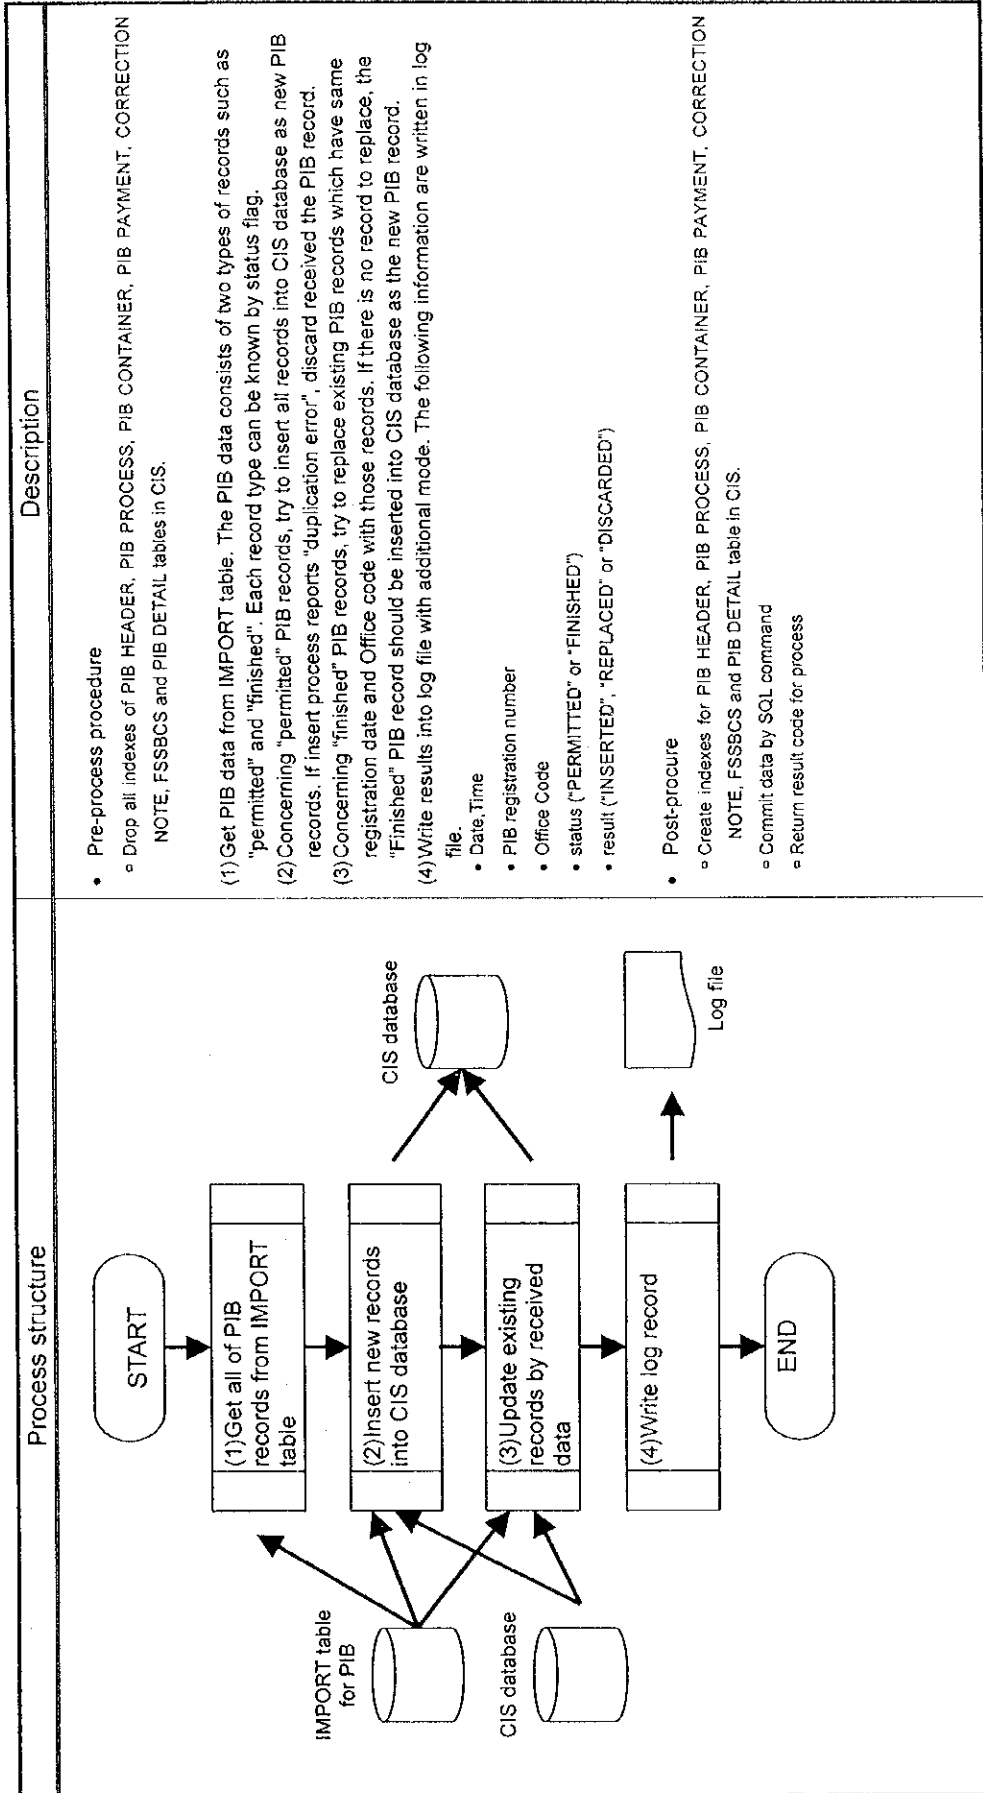 Process structure
Description
START
(1)Get all of PIB
records from IMPORT
table
(2)Insert new records
into CIS database
(3)Update existing
records by received
data
(4)Write log record
END
IMPORT table
for PIB
CIS database
CIS database
Log file
• Pre-process procedure
▫ Drop all indexes of PIB HEADER, PIB PROCESS, PIB CONTAINER, PIB PAYMENT, CORRECTION
NOTE, FSSBCS and PIB DETAIL tables in CIS.
(1) Get PIB data from IMPORT table. The PIB data consists of two types of records such as
"permitted" and "finished". Each record type can be known by status flag.
(2) Concerning "permitted" PIB records, try to insert all records into CIS database as new PIB
records. If insert process reports "duplication error", discard received the PIB record.
(3) Concerning "finished" PIB records, try to replace existing PIB records which have same
registration date and Office code with those records. If there is no record to replace, the
"Finished" PIB record should be inserted into CIS database as the new PIB record.
(4) Write results into log file with additional mode. The following information are written in log
file.
• Date,Time
• PIB registration number
• Office Code
• status ("PERMITTED" or "FINISHED")
• result ("INSERTED", "REPLACED" or "DISCARDED")
• Post-procure
▫ Create indexes for PIB HEADER, PIB PROCESS, PIB CONTAINER, PIB PAYMENT, CORRECTION
NOTE, FSSBCS and PIB DETAIL table in CIS.
▫ Commit data by SQL command
▫ Return result code for process